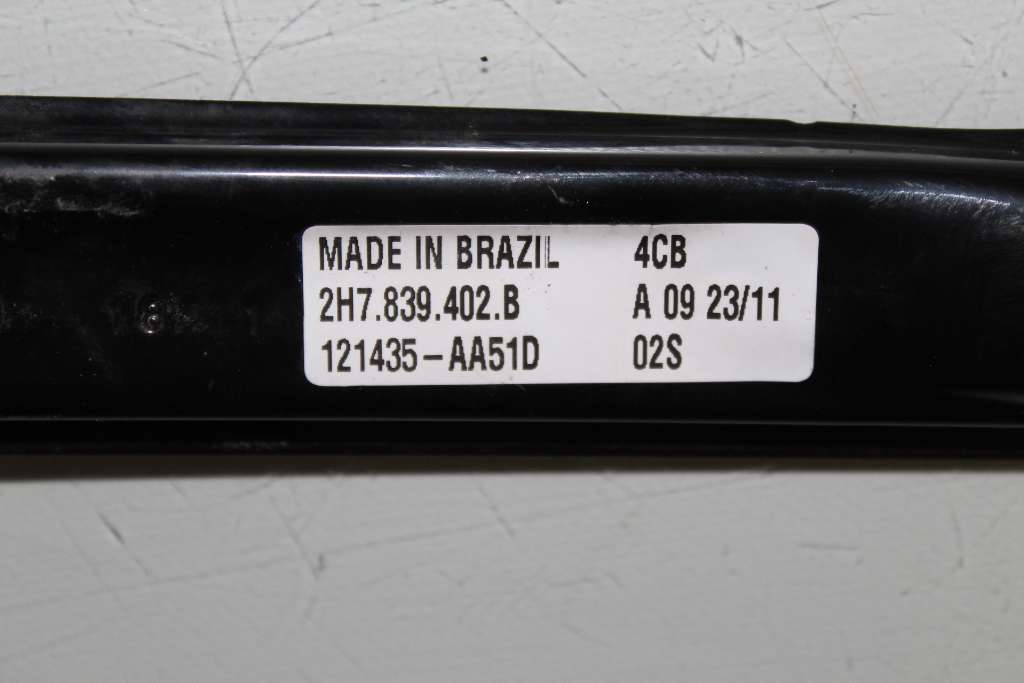 MADE IN BRAZIL 4CB
2H7.839.402.B A 09 23/11
121435-AA51D 02S